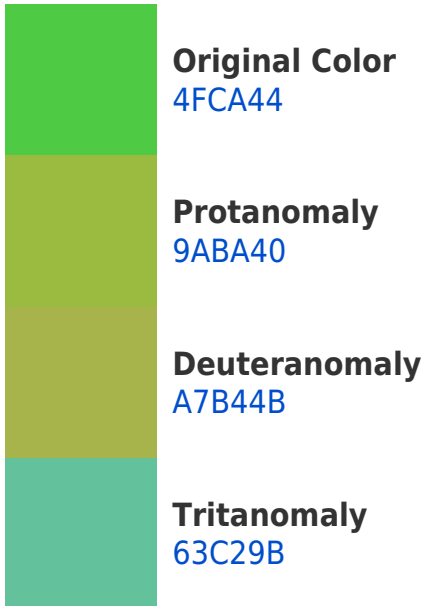 Original Color
4FCA44
Protanomaly
9ABA40
Deuteranomaly
A7B44B
Tritanomaly
63C29B